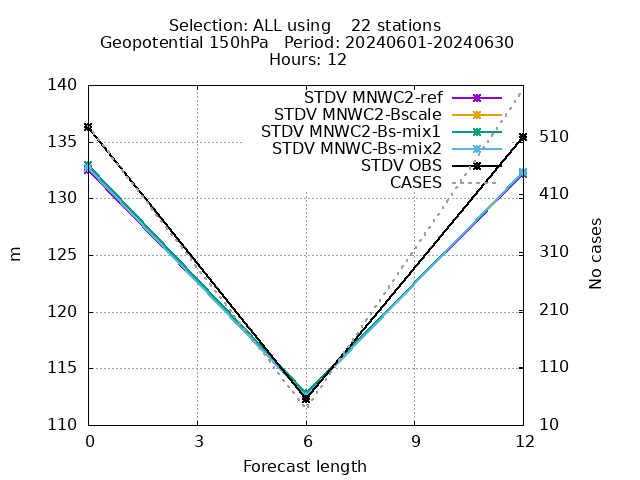 Selection: ALL using    22 stations
Geopotential 150hPa   Period: 20240601-20240630
Hours: 12
STDV MNWC2-ref
STDV MNWC2-Bscale
STDV MNWC2-Bs-mix1
STDV MNWC-Bs-mix2
STDV OBS
CASES
140
135
130
125
120
115
110
m
510
410
310
210
110
10
No cases
0 3 6 9 12
Forecast length